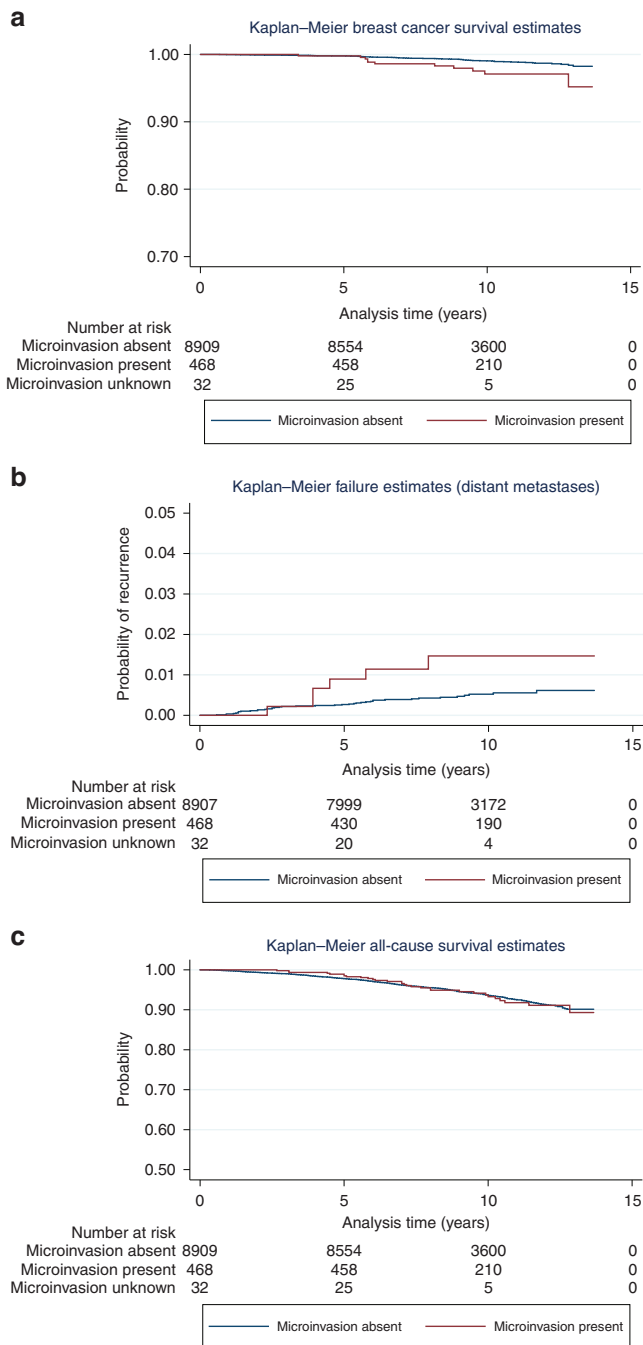 a
Kaplan–Meier breast cancer survival estimates
1.00
0.90
0.80
0.70
Probability
0 5 10 15
Analysis time (years)
Number at risk
Microinvasion absent 8909 8554 3600 0
Microinvasion present 468 458 210 0
Microinvasion unknown 32 25 5 0
Microinvasion absent Microinvasion present
b
Kaplan–Meier failure estimates (distant metastases)
0.05
0.04
0.03
0.02
0.01
0.00
Probability of recurrence
0 5 10 15
Analysis time (years)
Number at risk
Microinvasion absent 8907 7999 3172 0
Microinvasion present 468 430 190 0
Microinvasion unknown 32 20 4 0
Microinvasion absent Microinvasion present
c
Kaplan–Meier all-cause survival estimates
1.00
0.90
0.80
0.70
0.60
0.50
Probability
0 5 10 15
Analysis time (years)
Number at risk
Microinvasion absent 8909 8554 3600 0
Microinvasion present 468 458 210 0
Microinvasion unknown 32 25 5 0
Microinvasion absent Microinvasion present